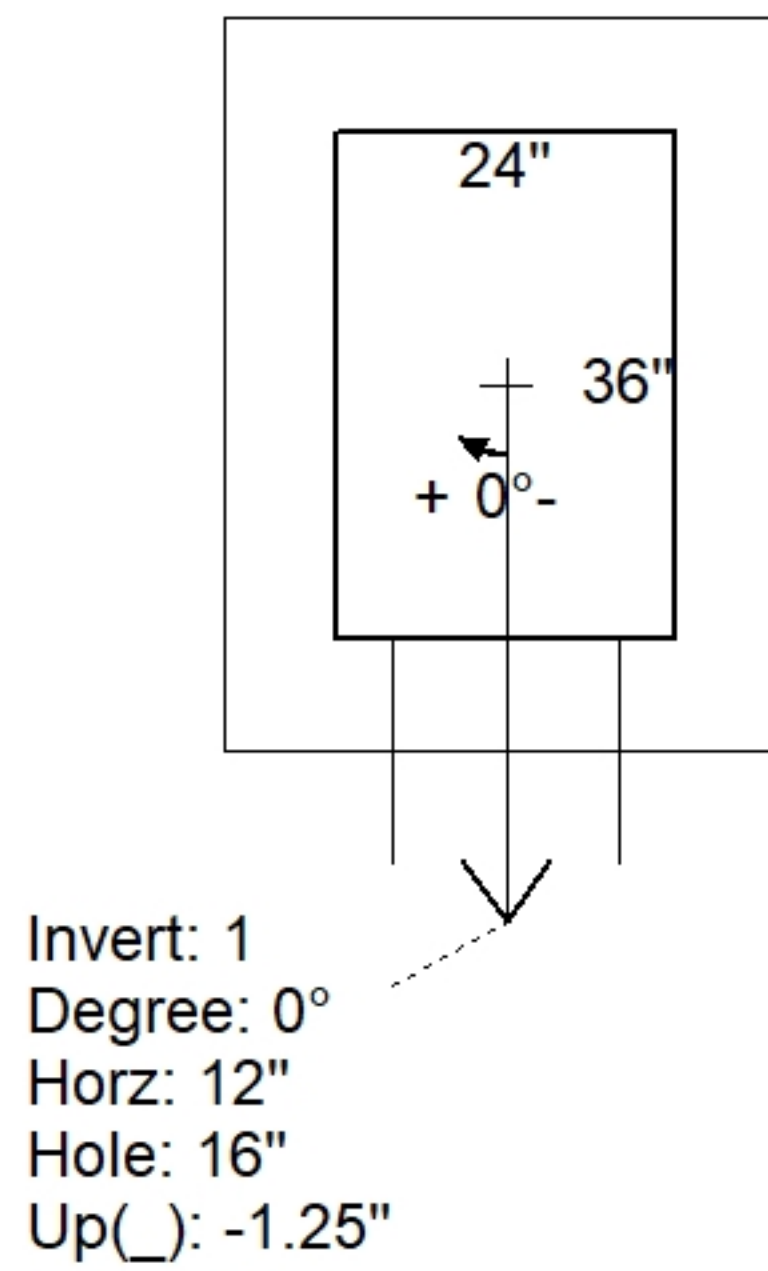 24"
36"
+ 0°-
Invert: 1
Degree: 0°
Horz: 12"
Hole: 16"
Up(_): -1.25"